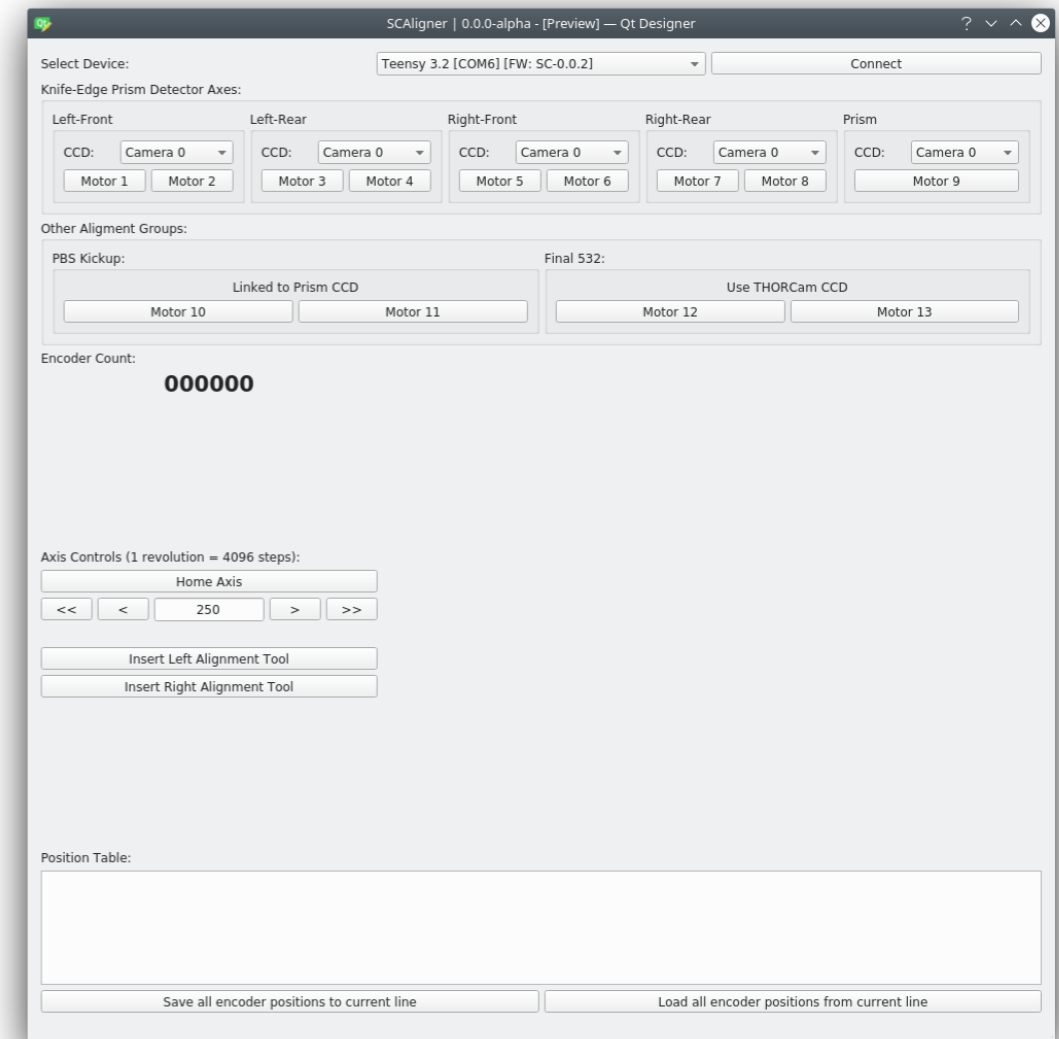 SCAligner | 0.0.0-alpha - [Preview] — Qt Designer
Select Device: Teensy 3.2 [COM6] [FW: SC-0.0.2] Connect
Knife-Edge Prism Detector Axes:
Left-Front Left-Rear Right-Front Right-Rear Prism
CCD: Camera 0 CCD: Camera 0 CCD: Camera 0 CCD: Camera 0 CCD: Camera 0
Motor 1 Motor 2 Motor 3 Motor 4 Motor 5 Motor 6 Motor 7 Motor 8 Motor 9
Other Aligment Groups:
PBS Kickup: Final 532:
Linked to Prism CCD Use THORCam CCD
Motor 10 Motor 11 Motor 12 Motor 13
Encoder Count:
000000
Axis Controls (1 revolution = 4096 steps):
Home Axis
<< < 250 > >>
Insert Left Alignment Tool
Insert Right Alignment Tool
Position Table:
Save all encoder positions to current line Load all encoder positions from current line